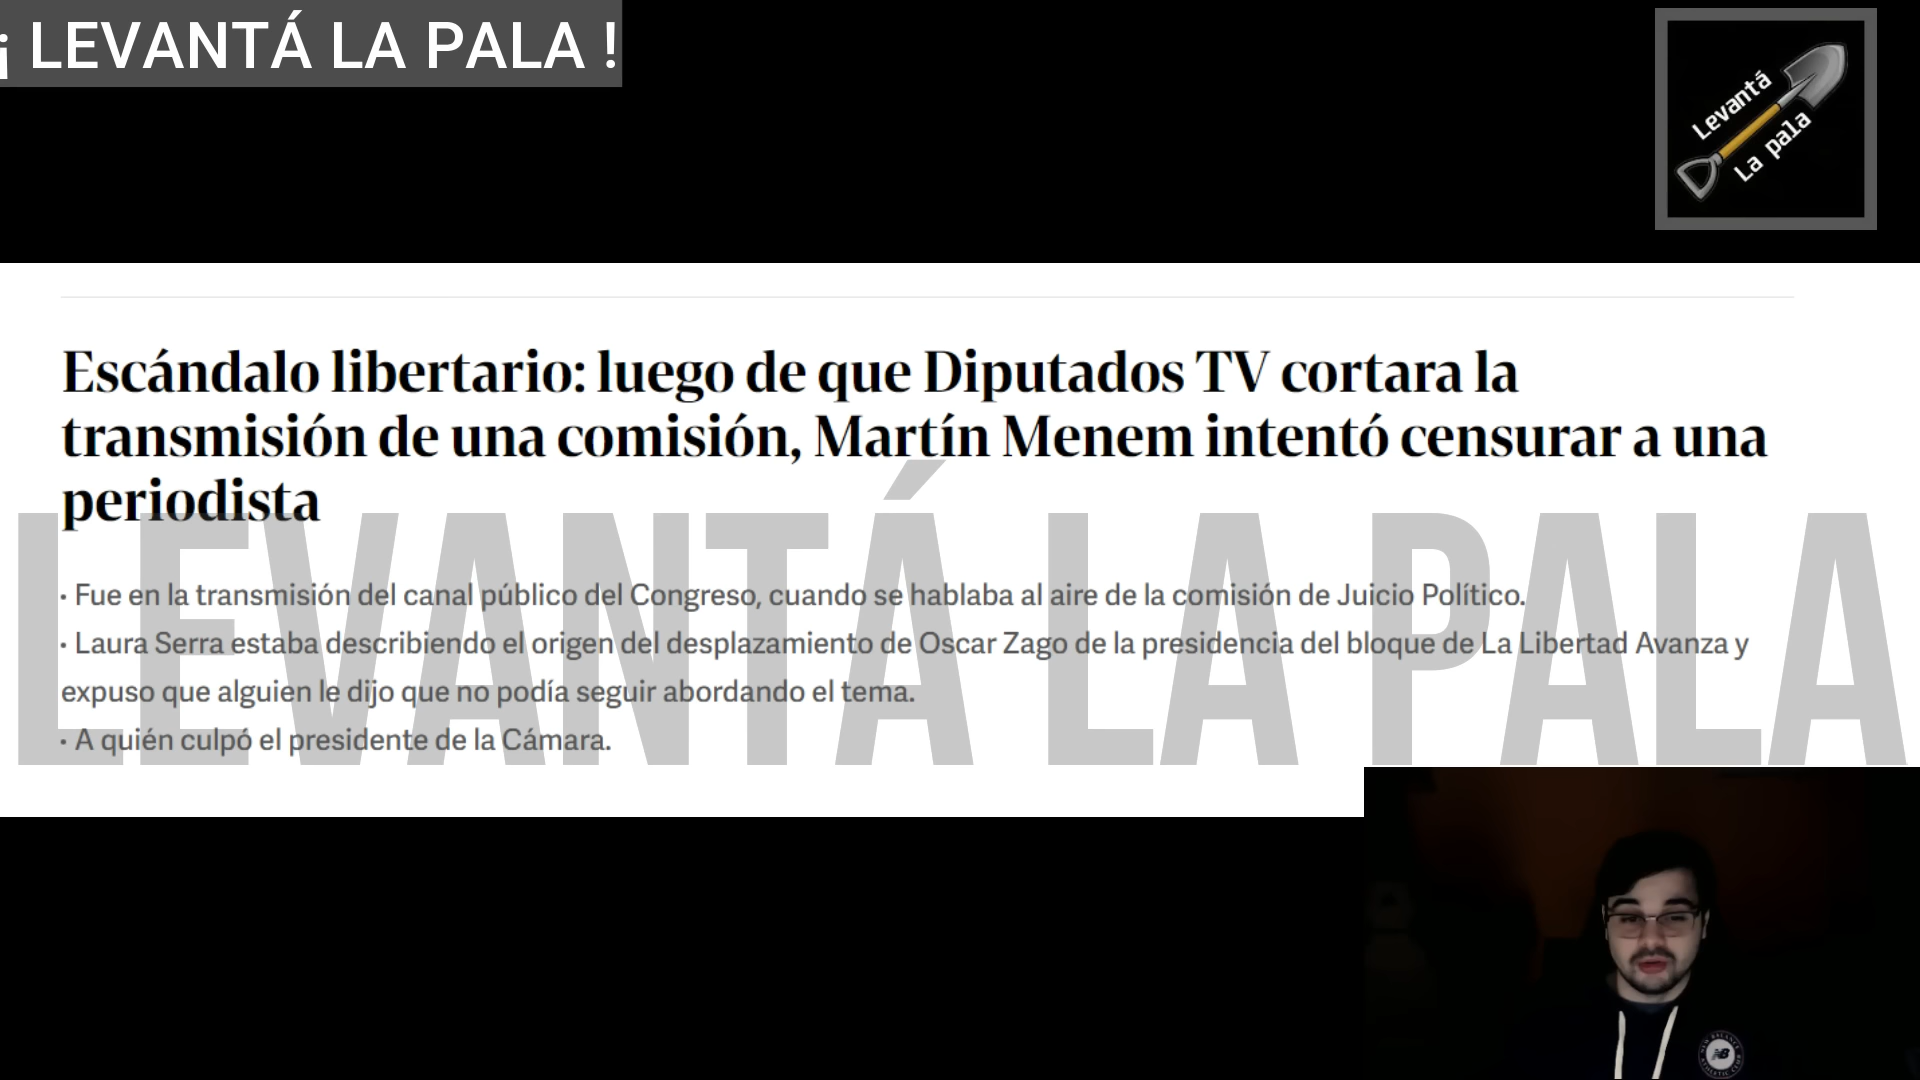 ¡ LEVANTÁ LA PALA !
Levantá
La pala
Escándalo libertario: luego de que Diputados TV cortara la
transmisión de una comisión, Martín Menem intentó censurar a una
periodista
LEVANTÁ LA PALA
• Fue en la transmisión del canal público del Congreso, cuando se hablaba al aire de la comisión de Juicio Político.
• Laura Serra estaba describiendo el origen del desplazamiento de Oscar Zago de la presidencia del bloque de La Libertad Avanza y
expuso que alguien le dijo que no podía seguir abordando el tema.
• A quién culpó el presidente de la Cámara.
NB